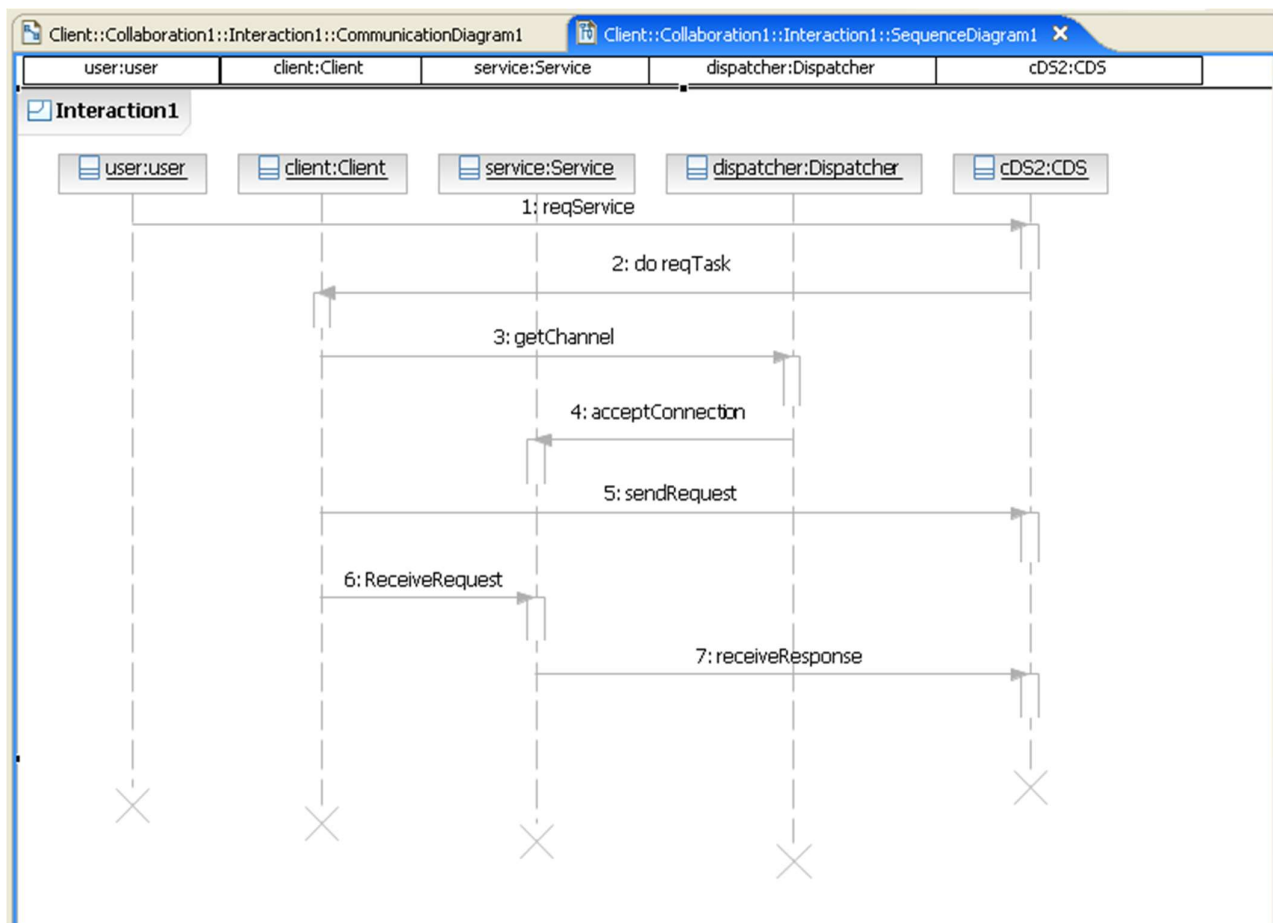 Client::Collaboration1::Interaction1::CommunicationDiagram1 Client::Collaboration1::Interaction1::SequenceDiagram1
user:user client:Client service:Service dispatcher:Dispatcher cDS2:CDS
Interaction1
user:user client:Client service:Service dispatcher:Dispatcher cDS2:CDS
1: reqService
2: do reqTask
3: getChannel
4: acceptConnection
5: sendRequest
6: ReceiveRequest
7: receiveResponse